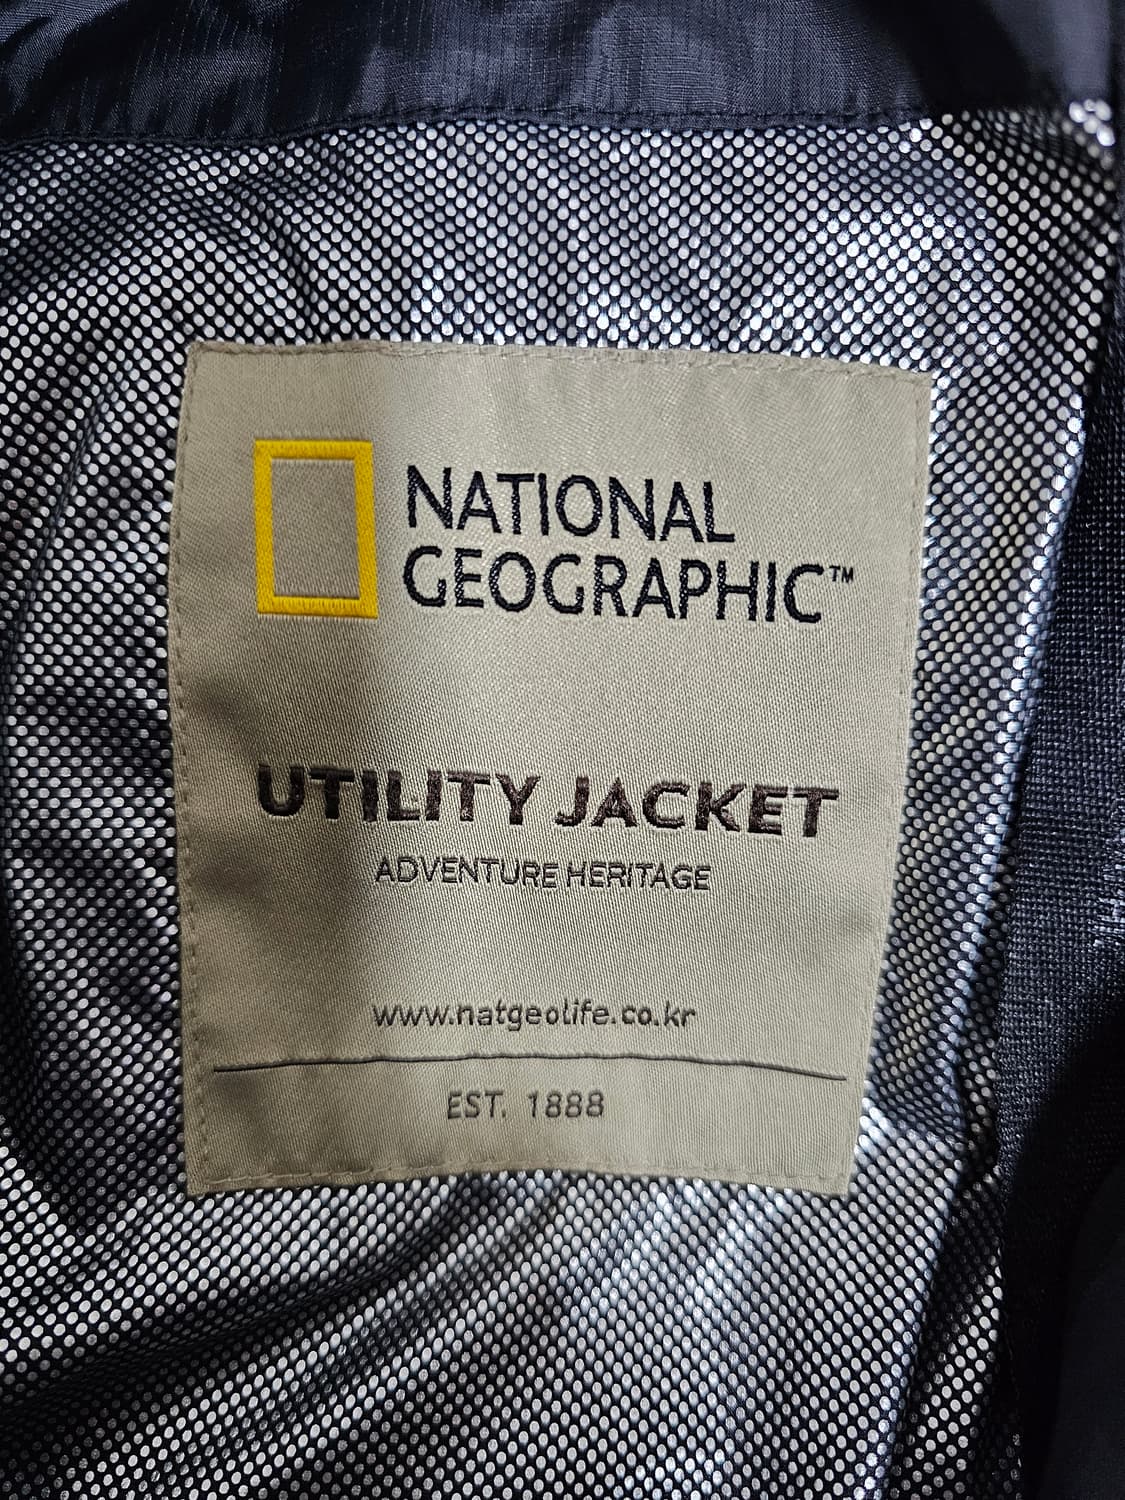 NATIONAL
GEOGRAPHIC™
UTILITY JACKET
ADVENTURE HERITAGE
www.natgeolife.co.kr
EST. 1888